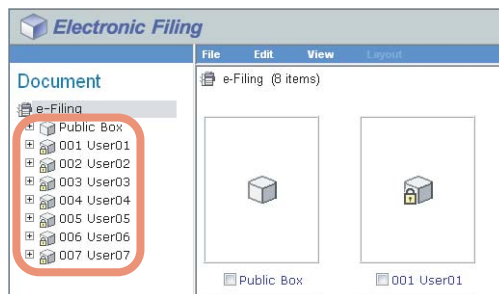 Electronic Filing
File Edit View Layout
Document
e-Filing
Public Box
001 User01
002 User02
003 User03
004 User04
005 User05
006 User06
007 User07
e-Filing (8 items)
Public Box 001 User01